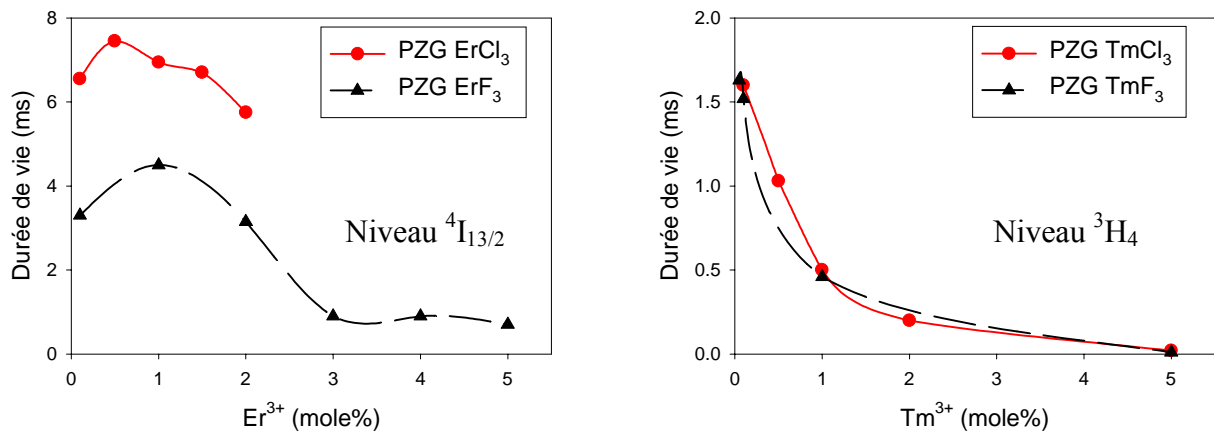 8
6
4
2
0
Durée de vie (ms)
PZG ErCl₃
PZG ErF₃
Niveau ⁴I₁₃/₂
0 1 2 3 4 5
Er³⁺ (mole%)
2.0
1.5
1.0
0.5
0.0
Durée de vie (ms)
PZG TmCl₃
PZG TmF₃
Niveau ³H₄
0 1 2 3 4 5
Tm³⁺ (mole%)